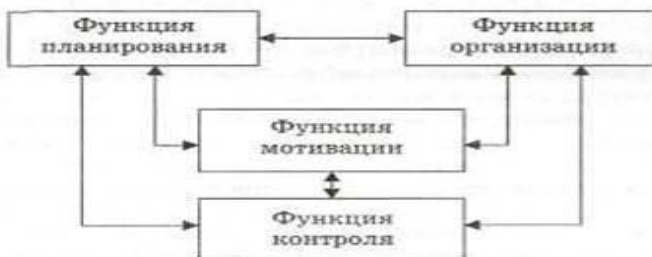 Функция
планирования
Функция
организации
Функция
мотивации
Функция
контроля